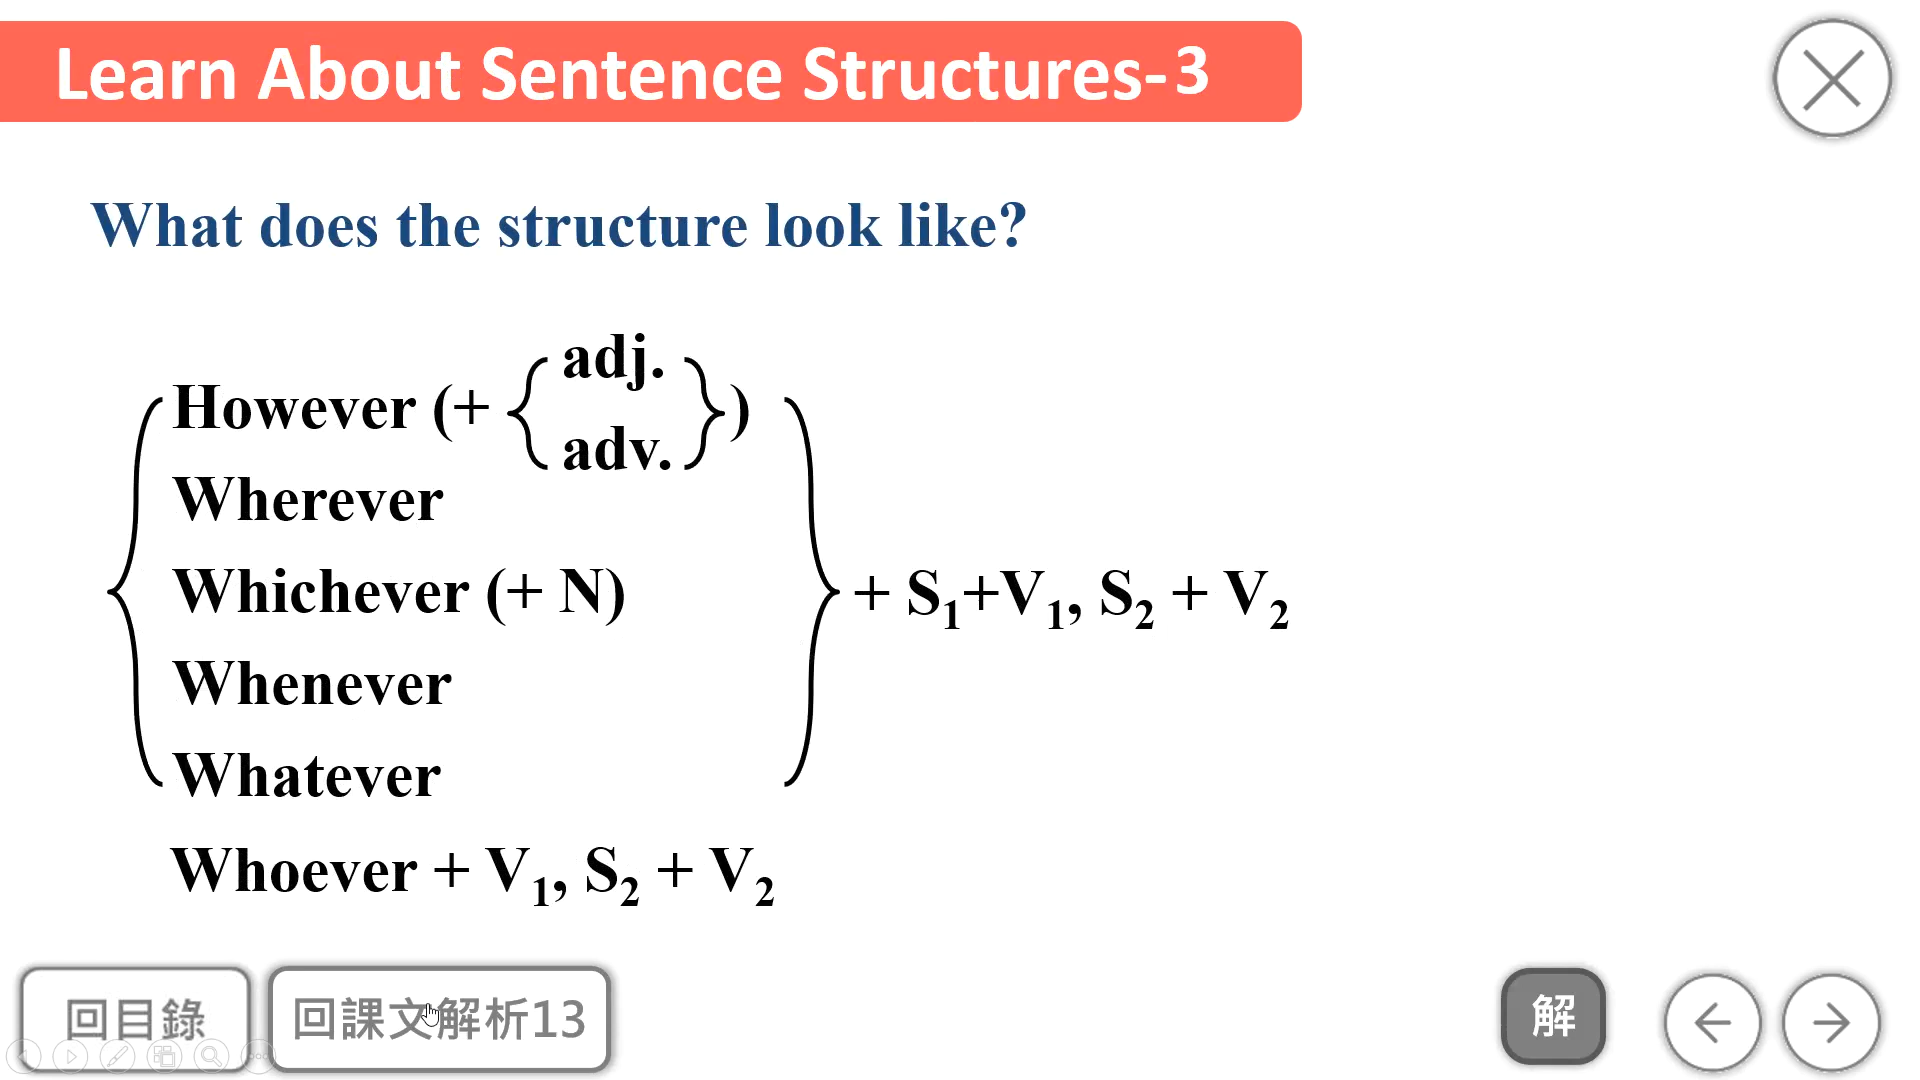 Learn About Sentence Structures-3
What does the structure look like?
However (+ { adj. adv. } )
Wherever
Whichever (+ N)
Whenever
Whatever
+ S₁+V₁, S₂ + V₂
Whoever + V₁, S₂ + V₂
回目錄
回課文解析13
解